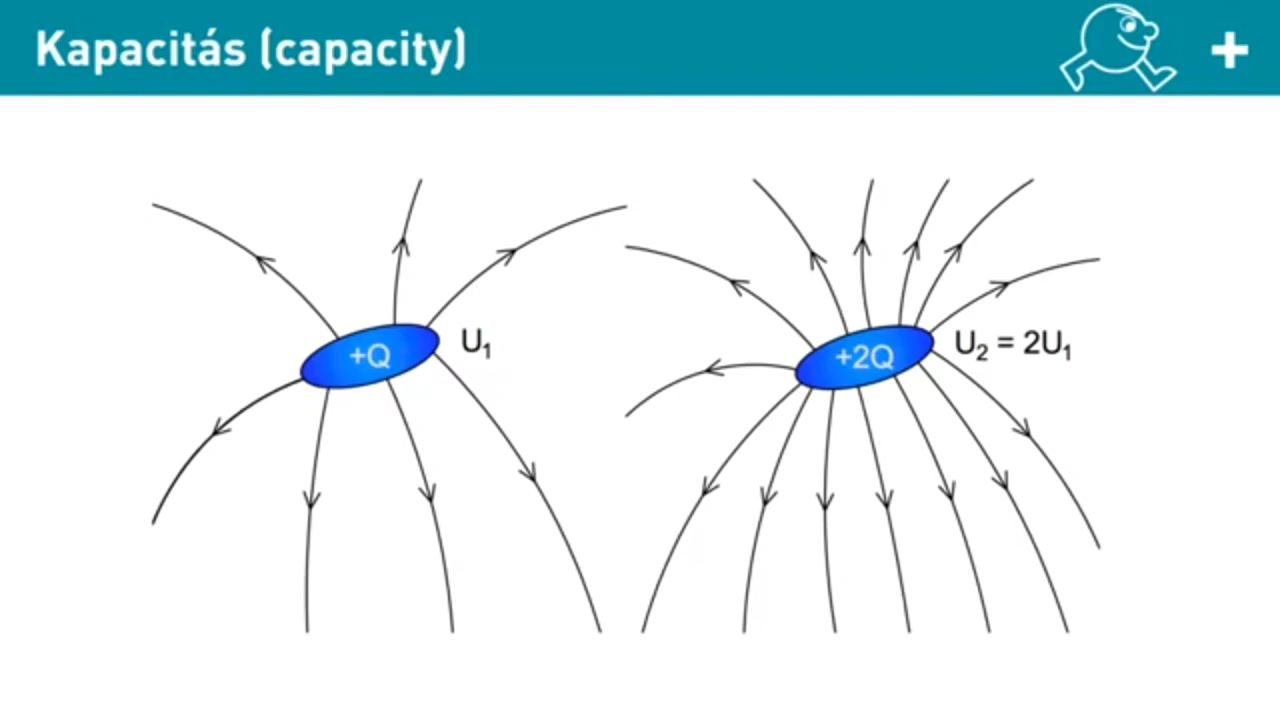 Kapacitás (capacity)
+
+Q
U₁
+2Q
U₂ = 2U₁